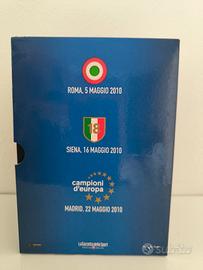 ROMA, 5 MAGGIO 2010
18
SIENA, 16 MAGGIO 2010
campioni
d'europa
MADRID, 22 MAGGIO 2010
La Gazzetta dello Sport
subito